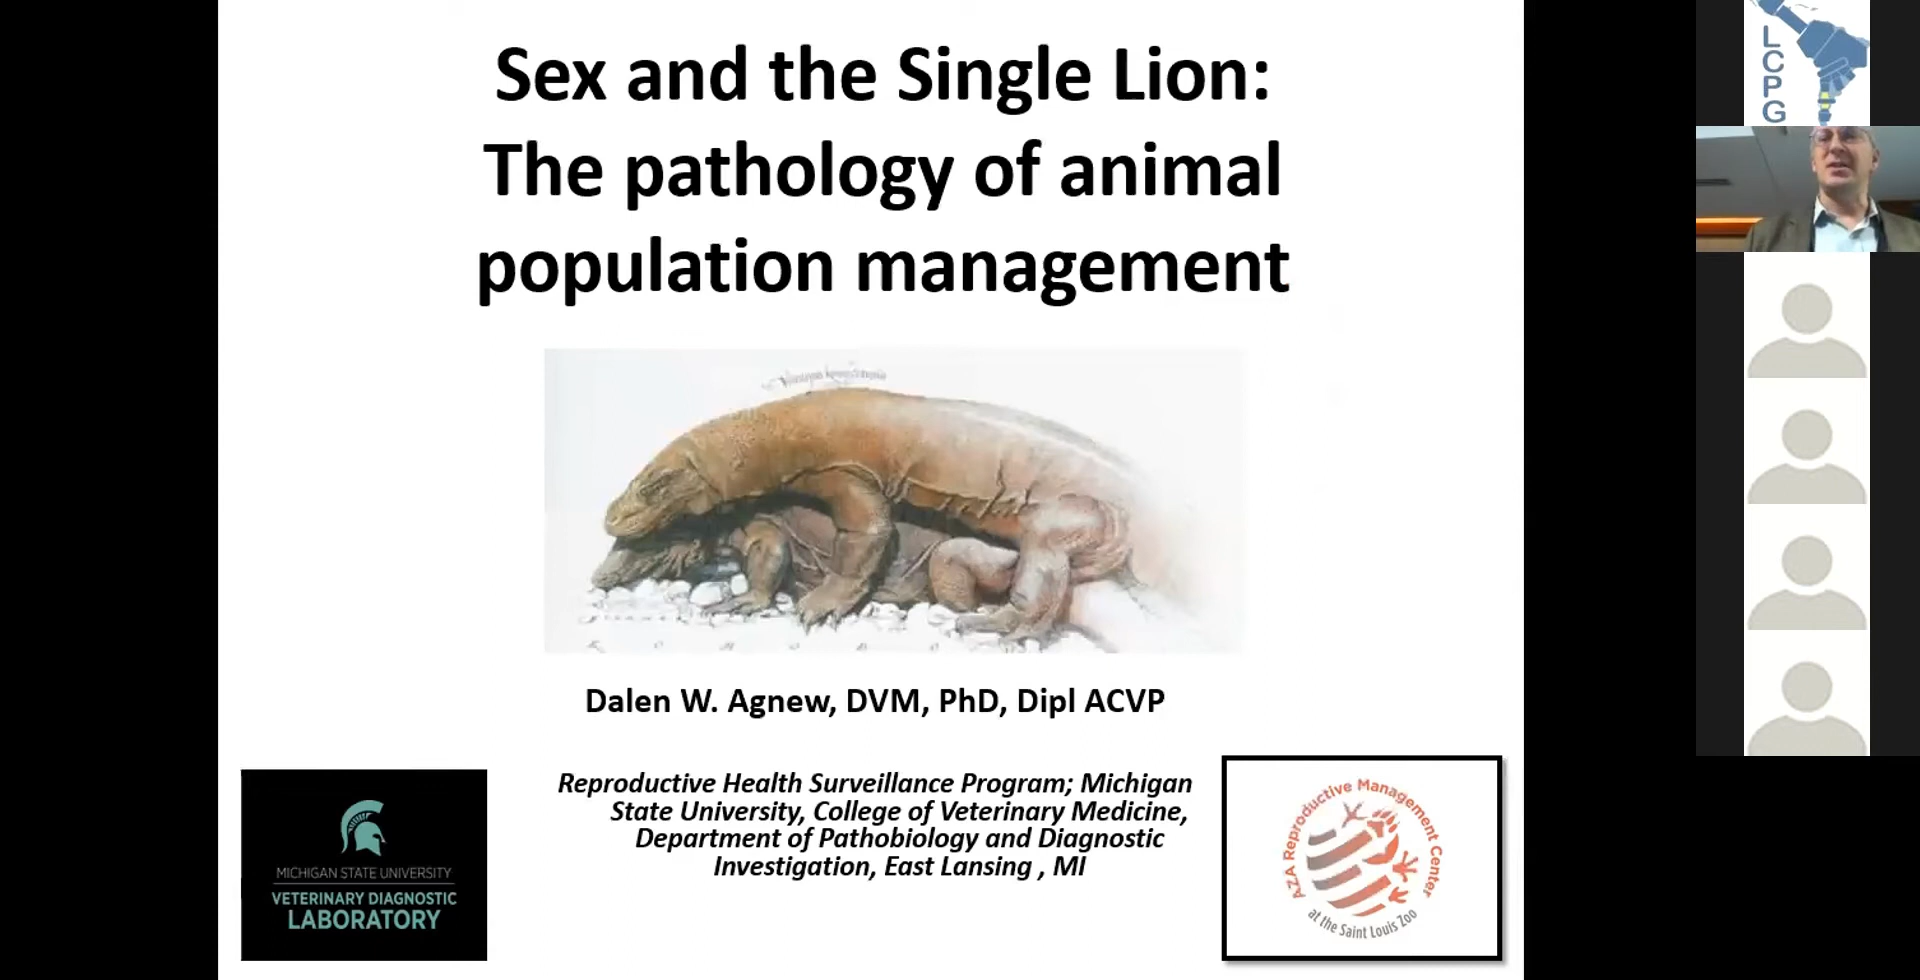 Sex and the Single Lion:
The pathology of animal
population management
Dalen W. Agnew, DVM, PhD, Dipl ACVP
Reproductive Health Surveillance Program; Michigan
State University, College of Veterinary Medicine,
Department of Pathobiology and Diagnostic
Investigation, East Lansing , MI
MICHIGAN STATE UNIVERSITY
VETERINARY DIAGNOSTIC
LABORATORY
AZA Reproductive Management Center
at the Saint Louis Zoo
L
C
P
G